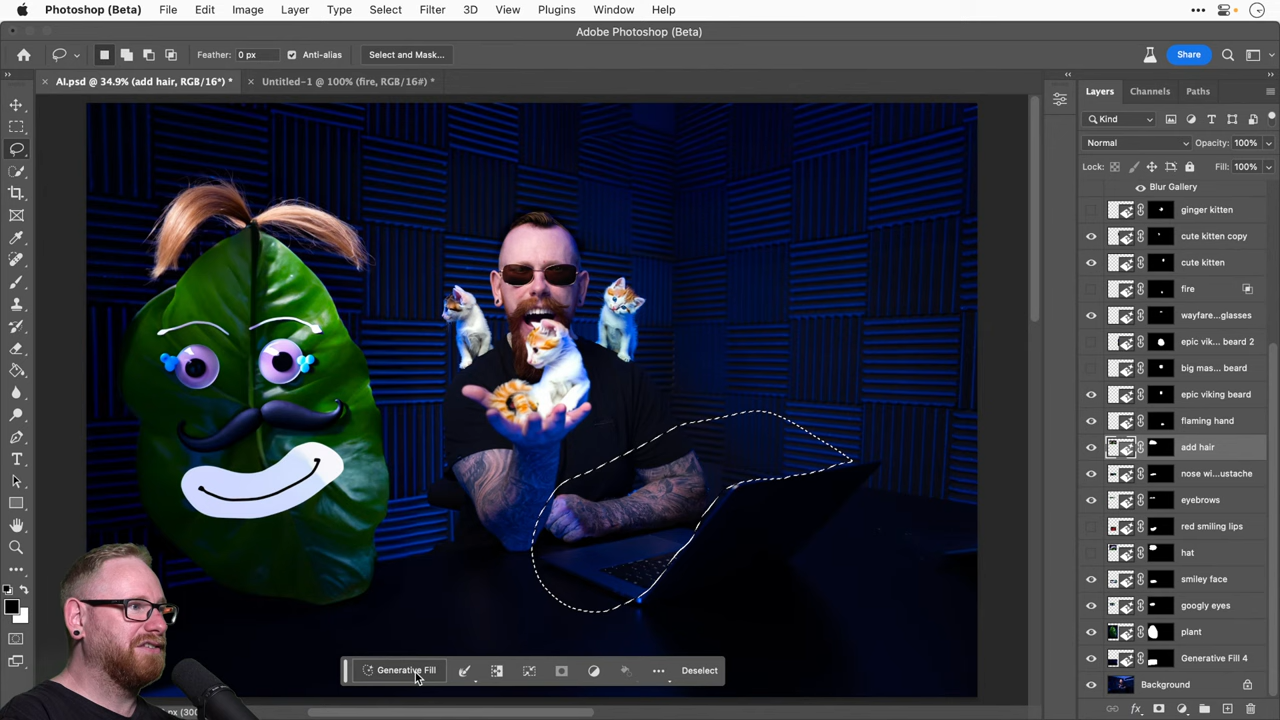 Photoshop (Beta) File Edit Image Layer Type Select Filter 3D View Plugins Window Help
Adobe Photoshop (Beta)
Feather: 0 px Anti-alias Select and Mask... Share
AI.psd @ 34.9% (add hair, RGB/16*) * Untitled-1 @ 100% (fire, RGB/16#) *
Layers Channels Paths
Kind
Normal Opacity: 100%
Lock: Fill: 100%
Blur Gallery
ginger kitten
cute kitten copy
cute kitten
fire
wayfare...glasses
epic vik... beard 2
big mas... beard
epic viking beard
flaming hand
add hair
nose wi...ustache
eyebrows
red smiling lips
hat
smiley face
googly eyes
plant
Generative Fill 4
Background
Generative Fill Deselect